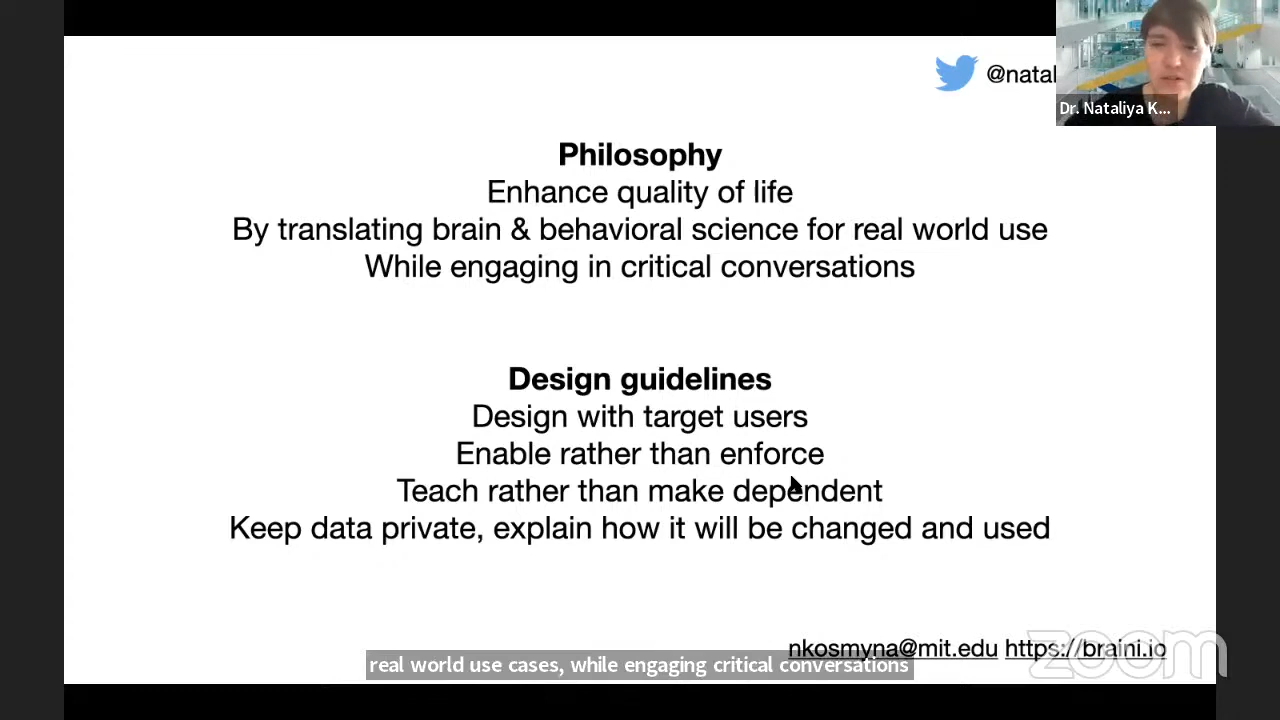 @natal
Dr. Nataliya K...
Philosophy
Enhance quality of life
By translating brain & behavioral science for real world use
While engaging in critical conversations
Design guidelines
Design with target users
Enable rather than enforce
Teach rather than make dependent
Keep data private, explain how it will be changed and used
nkosmyna@mit.edu https://braini.io
zoom
real world use cases, while engaging critical conversations